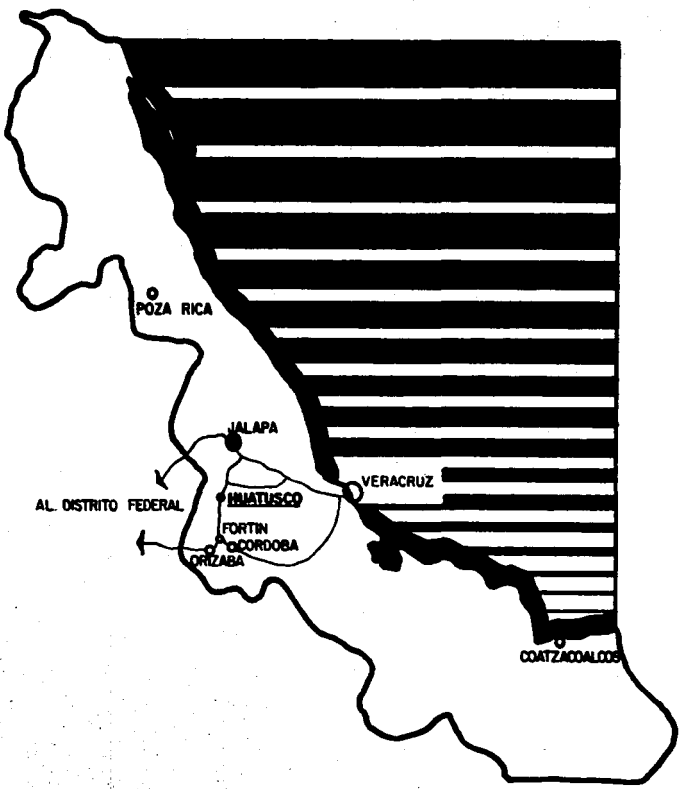 POZA RICA
JALAPA
VERACRUZ
HUATUSCO
AL. DISTRITO FEDERAL
FORTIN
CORDOBA
ORIZABA
COATZACOALCOS